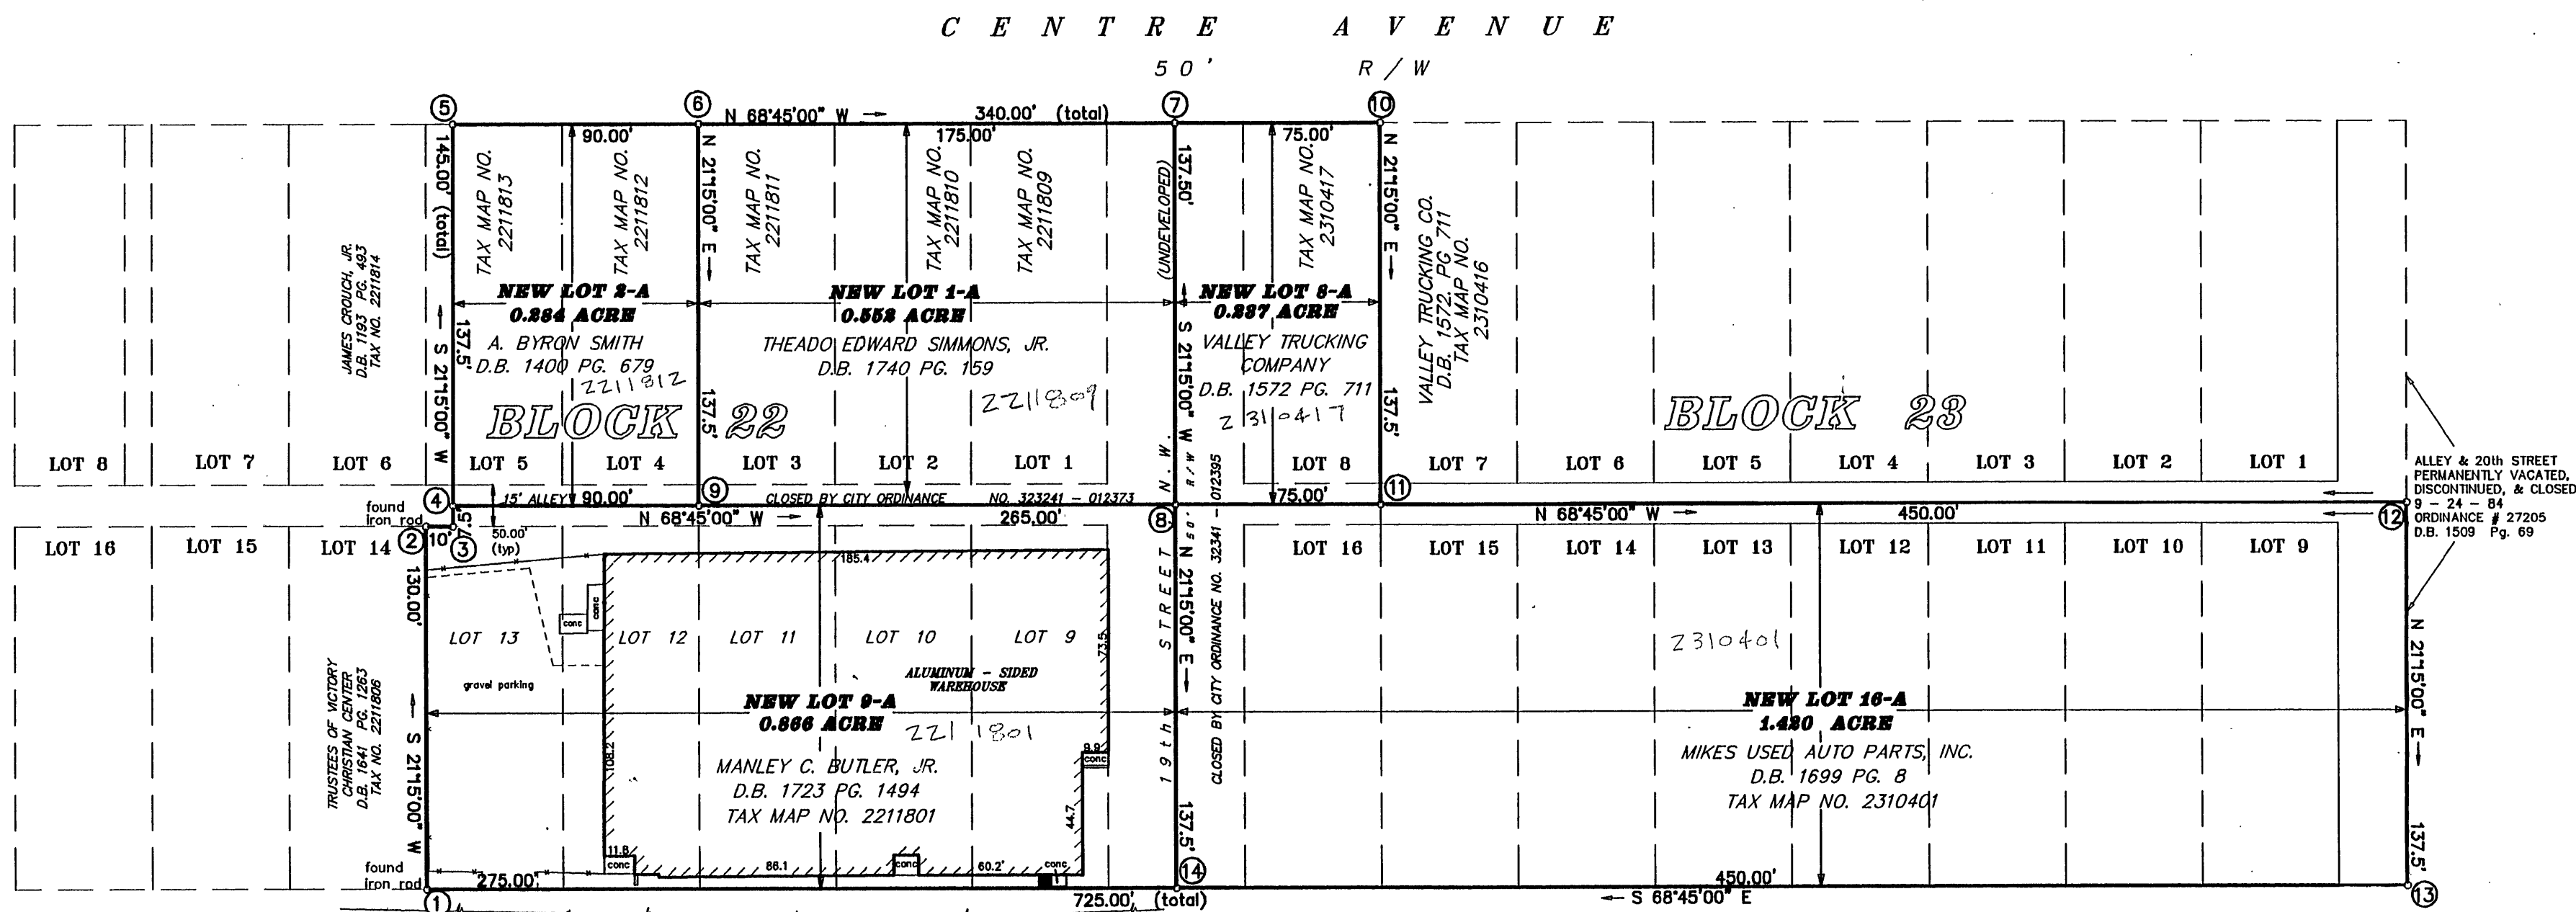 CENTRE AVENUE
50' R/W
5
6
7
10
N 68°45'00" W
340.00' (total)
90.00'
175.00'
75.00'
145.00' (total)
137.5'
S 21°15'00" W
N 21°15'00" E
137.5'
137.50'
(UNDEVELOPED)
S 21°15'00" W
N 21°15'00" E
137.5'
TAX MAP NO.
2211813
TAX MAP NO.
2211812
TAX MAP NO.
2211811
TAX MAP NO.
2211810
TAX MAP NO.
2211809
TAX MAP NO.
2310417
JAMES CROUCH, JR.
D.B. 1193 PG. 493
TAX NO. 2211814
VALLEY TRUCKING CO.
D.B. 1572. PG 711
TAX MAP NO.
2310416
NEW LOT 2-A
0.284 ACRE
A. BYRON SMITH
D.B. 1400 PG. 679
2211812
NEW LOT 1-A
0.552 ACRE
THEADO EDWARD SIMMONS, JR.
D.B. 1740 PG. 159
2211809
NEW LOT 8-A
0.237 ACRE
VALLEY TRUCKING
COMPANY
D.B. 1572 PG. 711
2310417
BLOCK 22
BLOCK 23
LOT 8
LOT 7
LOT 6
LOT 5
LOT 4
LOT 3
LOT 2
LOT 1
LOT 8
LOT 7
LOT 6
LOT 5
LOT 4
LOT 3
LOT 2
LOT 1
ALLEY & 20th STREET
PERMANENTLY VACATED,
DISCONTINUED, & CLOSED
9 - 24 - 84
ORDINANCE # 27205
D.B. 1509 Pg. 69
4
15' ALLEY
90.00'
9
CLOSED BY CITY ORDINANCE NO. 323241 - 012373
75.00'
11
found
iron rod
2
10'
3
7.5'
50.00'
(typ)
N 68°45'00" W
265.00'
8
N 68°45'00" W
450.00'
12
LOT 16
LOT 15
LOT 14
LOT 16
LOT 15
LOT 14
LOT 13
LOT 12
LOT 11
LOT 10
LOT 9
130.00'
S 21°15'00" W
185.4
conc
conc
LOT 13
LOT 12
LOT 11
LOT 10
LOT 9
73.5
19th STREET N.W.
50' R/W
N 21°15'00" E
137.5'
CLOSED BY CITY ORDINANCE NO. 32341 - 012395
2310401
N 21°15'00" E
137.5'
gravel parking
ALUMINUM - SIDED
WAREHOUSE
TRUSTEES OF VICTORY
CHRISTIAN CENTER
D.B. 1641 PG. 1263
TAX NO. 2211806
NEW LOT 9-A
0.866 ACRE
2211801
MANLEY C. BUTLER, JR.
D.B. 1723 PG. 1494
TAX MAP NO. 2211801
NEW LOT 16-A
1.420 ACRE
MIKES USED AUTO PARTS, INC.
D.B. 1699 PG. 8
TAX MAP NO. 2310401
108.2
9.9
conc
44.7
11.8
conc
86.1
conc
60.2'
conc
found
iron rod
1
275.00'
14
725.00' (total)
450.00'
S 68°45'00" E
13